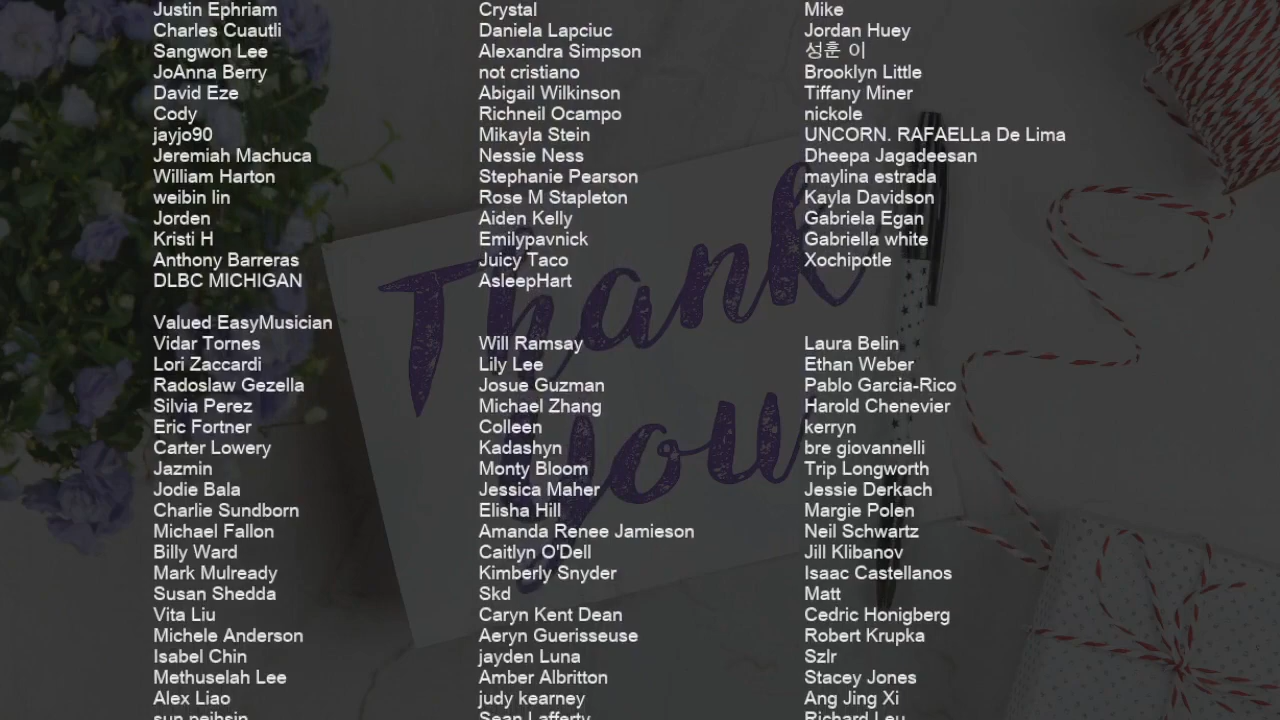 Justin Ephriam Crystal Mike
Charles Cuautli Daniela Lapciuc Jordan Huey
Sangwon Lee Alexandra Simpson 성훈 이
JoAnna Berry not cristiano Brooklyn Little
David Eze Abigail Wilkinson Tiffany Miner
Cody Richneil Ocampo nickole
jayjo90 Mikayla Stein UNCORN. RAFAELLa De Lima
Jeremiah Machuca Nessie Ness Dheepa Jagadeesan
William Harton Stephanie Pearson maylina estrada
weibin lin Rose M Stapleton Kayla Davidson
Jorden Aiden Kelly Gabriela Egan
Kristi H Emilypavnick Gabriella white
Anthony Barreras Juicy Taco Xochipotle
DLBC MICHIGAN AsleepHart
Thank
You
Valued EasyMusician
Vidar Tornes Will Ramsay Laura Belin
Lori Zaccardi Lily Lee Ethan Weber
Radoslaw Gezella Josue Guzman Pablo Garcia-Rico
Silvia Perez Michael Zhang Harold Chenevier
Eric Fortner Colleen kerryn
Carter Lowery Kadashyn bre giovannelli
Jazmin Monty Bloom Trip Longworth
Jodie Bala Jessica Maher Jessie Derkach
Charlie Sundborn Elisha Hill Margie Polen
Michael Fallon Amanda Renee Jamieson Neil Schwartz
Billy Ward Caitlyn O'Dell Jill Klibanov
Mark Mulready Kimberly Snyder Isaac Castellanos
Susan Shedda Skd Matt
Vita Liu Caryn Kent Dean Cedric Honigberg
Michele Anderson Aeryn Guerisseuse Robert Krupka
Isabel Chin jayden Luna Szlr
Methuselah Lee Amber Albritton Stacey Jones
Alex Liao judy kearney Ang Jing Xi
sun peihsin Sean Lafferty Richard Leu